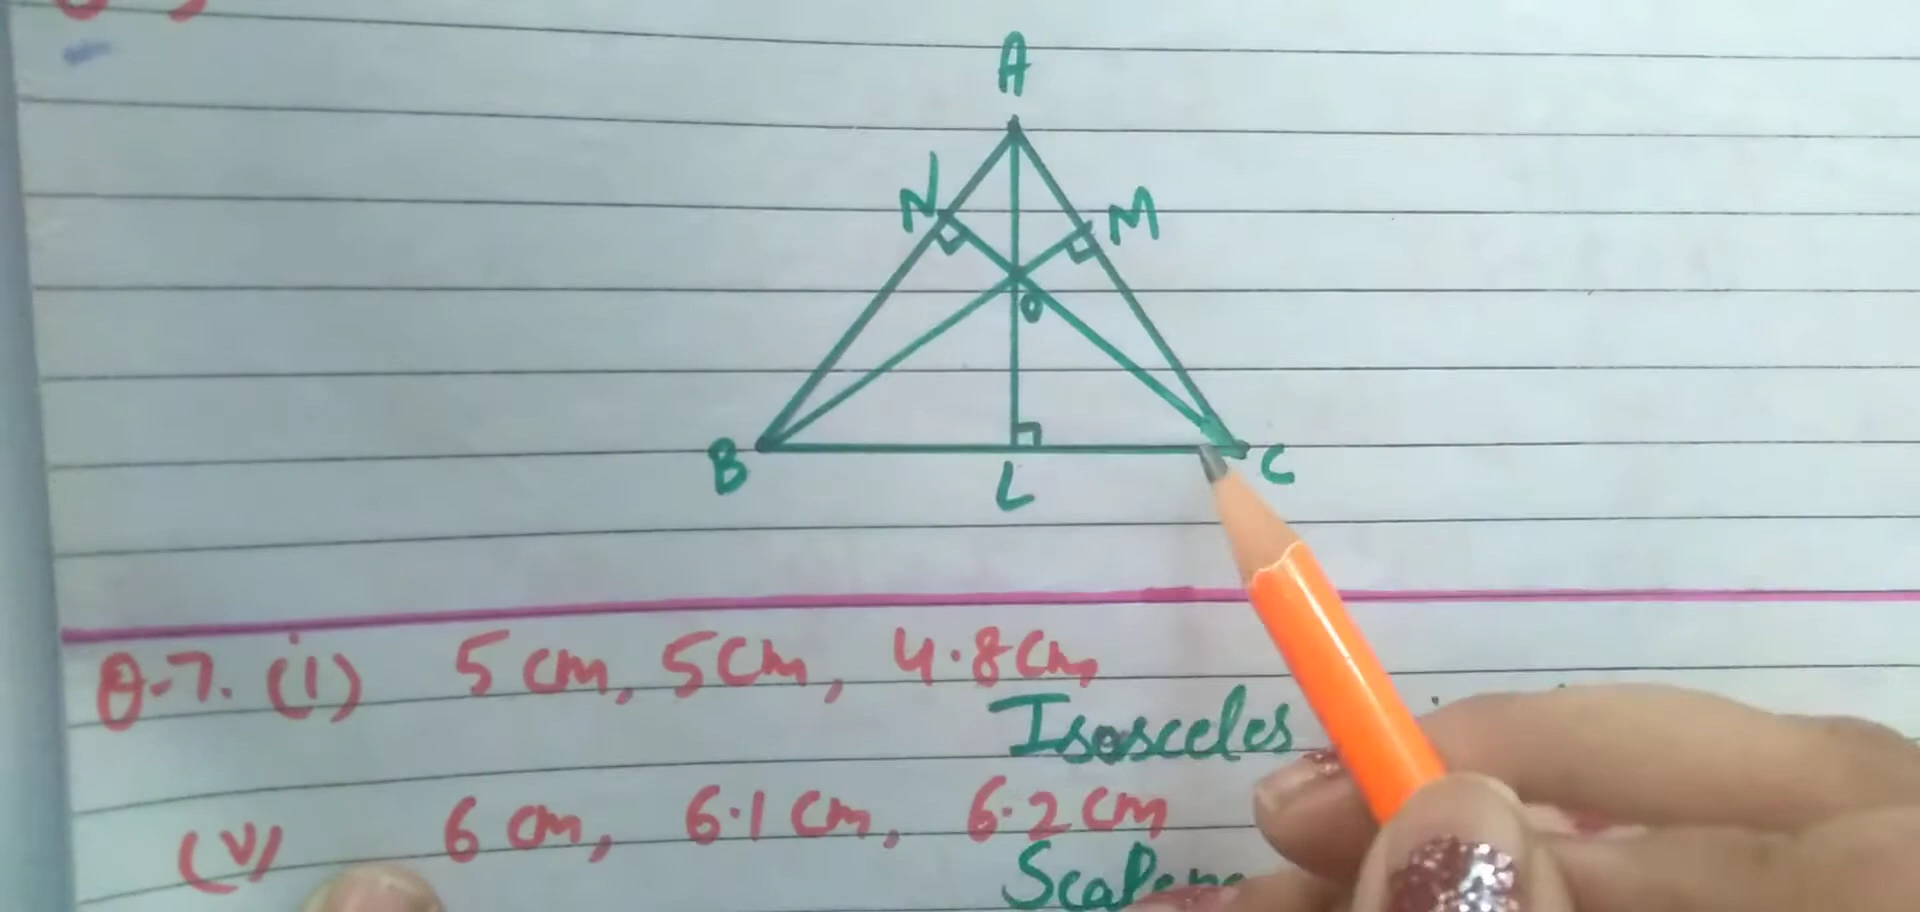 A
N
M
O
B
L
C
Q.7. (i) 5 cm, 5 cm, 4.8 cm
Isosceles
(v) 6 cm, 6.1 cm, 6.2 cm